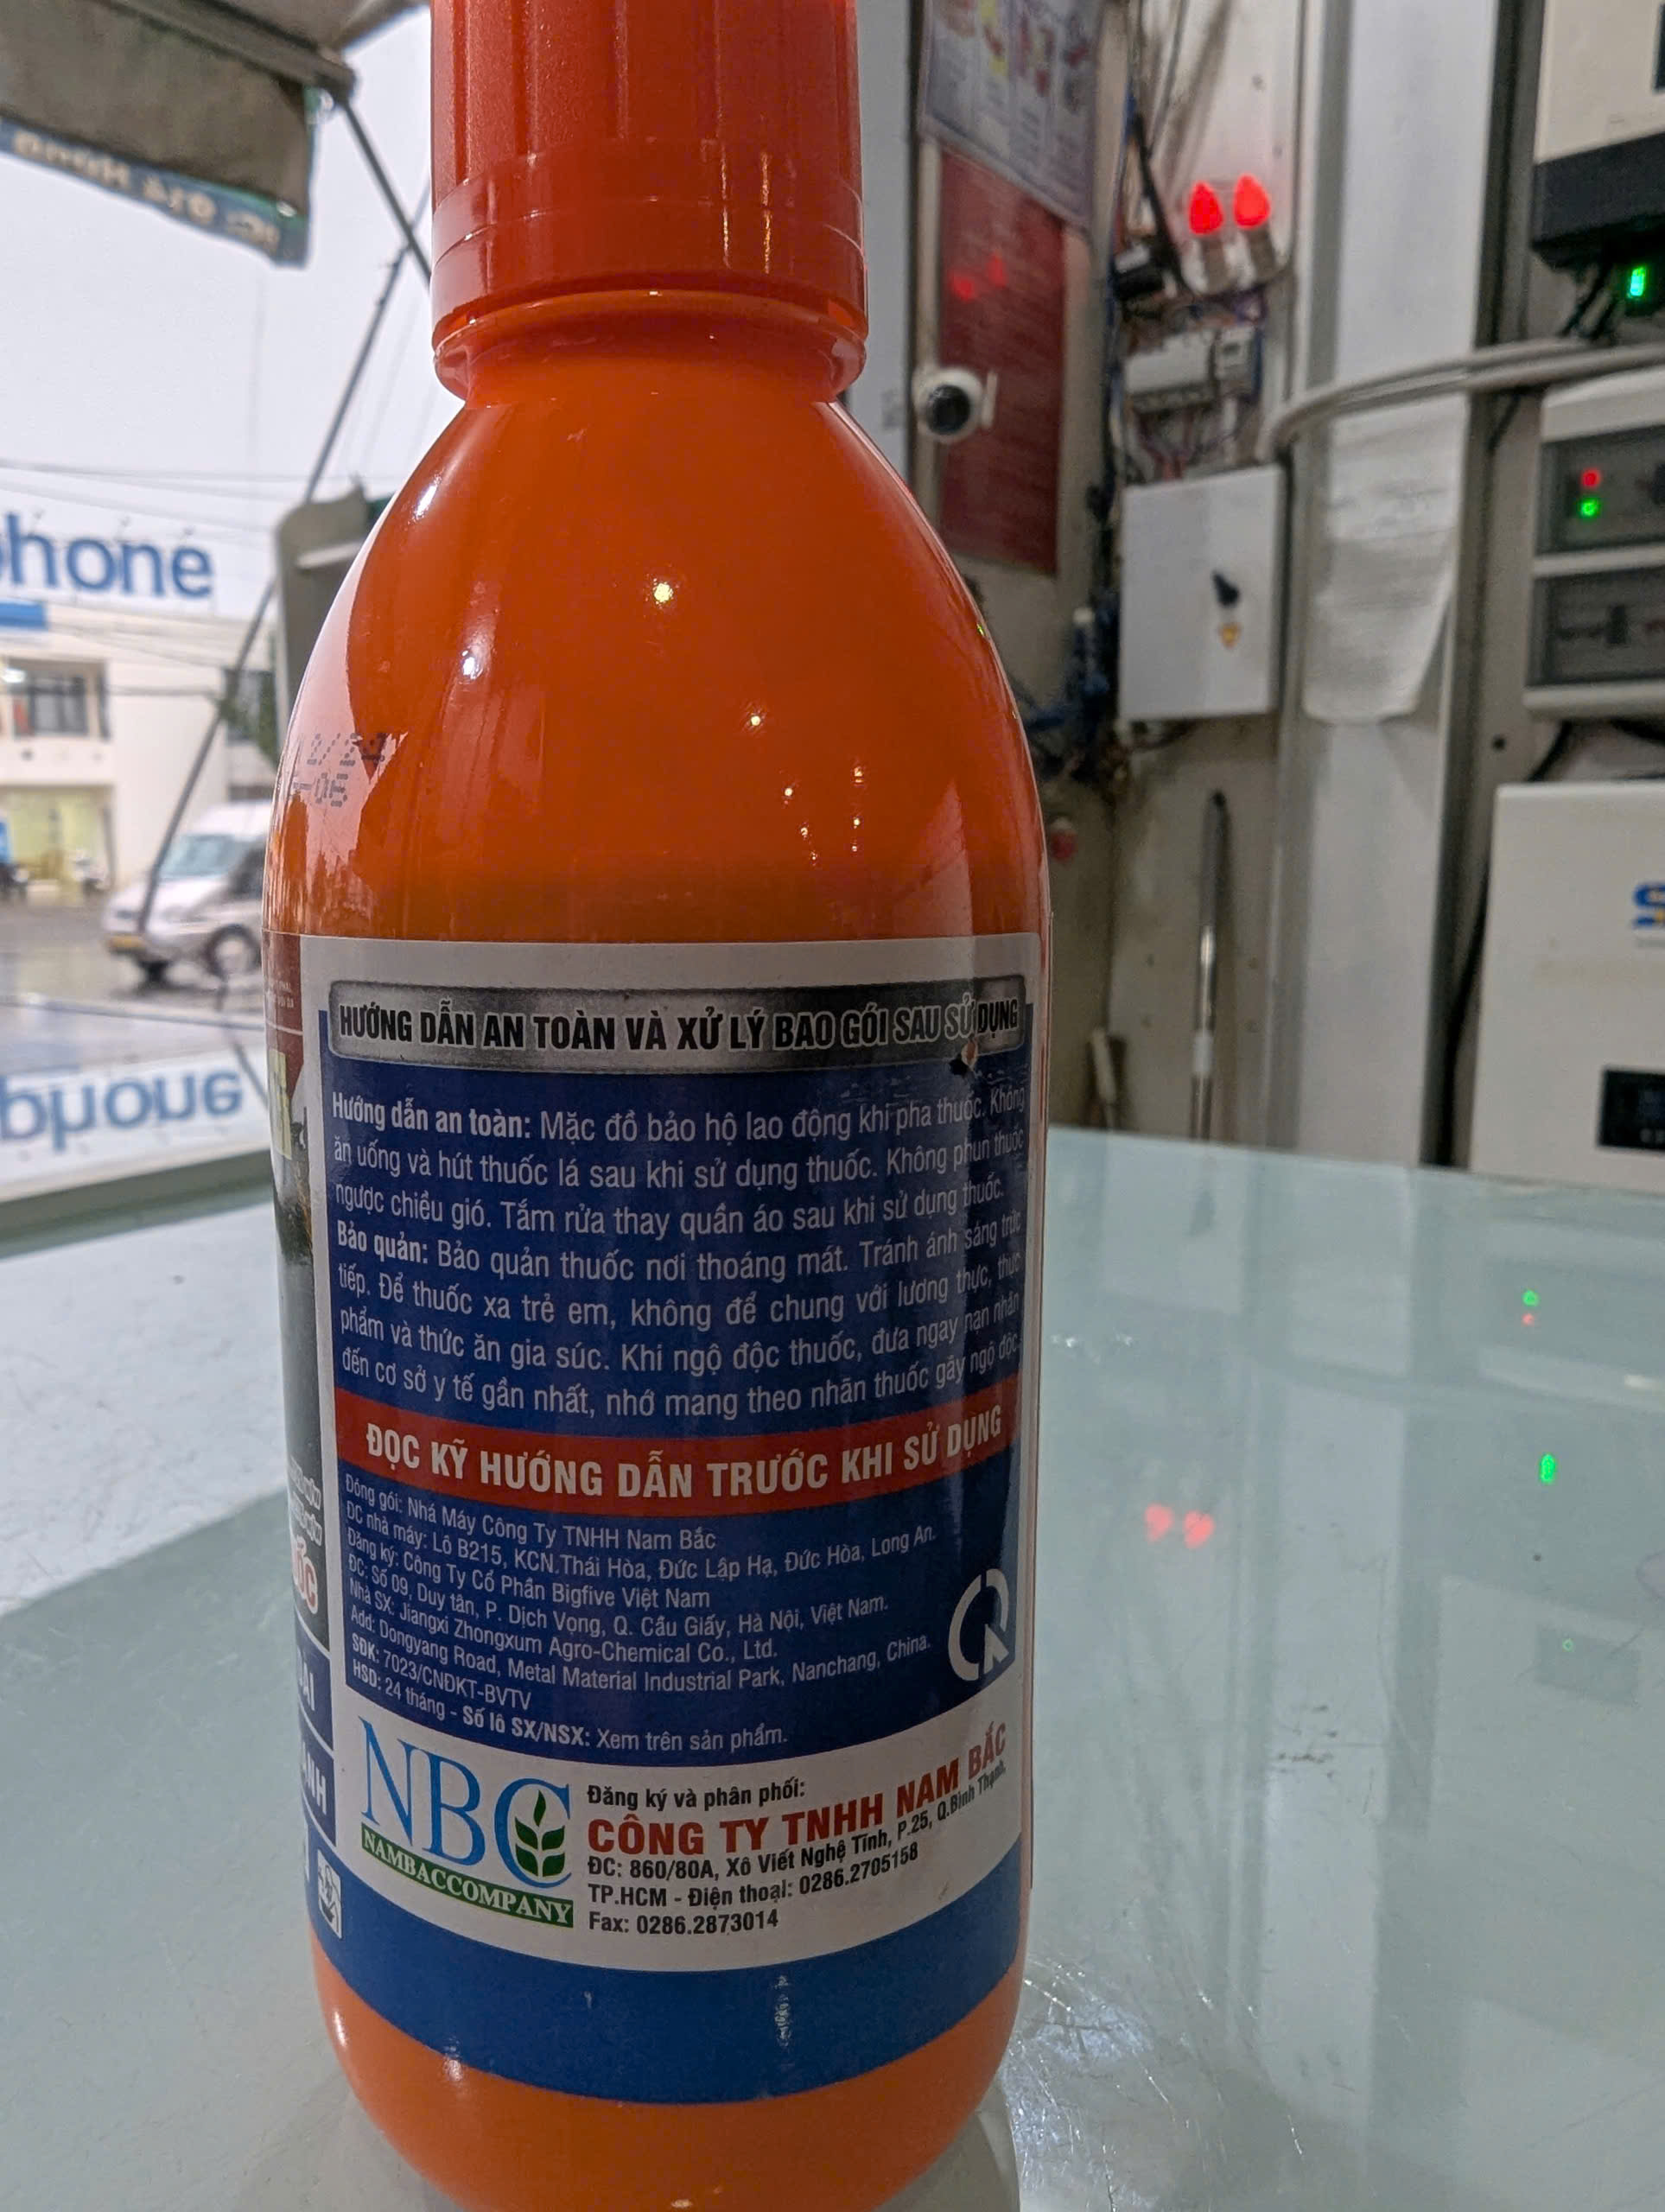 phone
HƯỚNG DẪN AN TOÀN VÀ XỬ LÝ BAO GÓI SAU SỬ DỤNG
Hướng dẫn an toàn: Mặc đồ bảo hộ lao động khi pha thuốc. Không
ăn uống và hút thuốc lá sau khi sử dụng thuốc. Không phun thuốc
ngược chiều gió. Tắm rửa thay quần áo sau khi sử dụng thuốc.
Bảo quản: Bảo quản thuốc nơi thoáng mát. Tránh ánh sáng trực
tiếp. Để thuốc xa trẻ em, không để chung với lương thực, thực
phẩm và thức ăn gia súc. Khi ngộ độc thuốc, đưa ngay nạn nhân
đến cơ sở y tế gần nhất, nhớ mang theo nhãn thuốc gây ngộ độc.
ĐỌC KỸ HƯỚNG DẪN TRƯỚC KHI SỬ DỤNG
Đóng gói: Nhà Máy Công Ty TNHH Nam Bắc
ĐC nhà máy: Lô B215, KCN.Thái Hòa, Đức Lập Hạ, Đức Hòa, Long An.
Đăng ký: Công Ty Cổ Phần Bigfive Việt Nam
ĐC: Số 09, Duy tân, P. Dịch Vọng, Q. Cầu Giấy, Hà Nội, Việt Nam.
Nhà SX: Jiangxi Zhongxum Agro-Chemical Co., Ltd.
Add: Dongyang Road, Metal Material Industrial Park, Nanchang, China.
SĐK: 7023/CNĐKT-BVTV
HSD: 24 tháng - Số lô SX/NSX: Xem trên sản phẩm.
NBC
NAMBACCOMPANY
Đăng ký và phân phối:
CÔNG TY TNHH NAM BẮC
ĐC: 860/80A, Xô Viết Nghệ Tĩnh, P.25, Q.Bình Thạnh,
TP.HCM - Điện thoại: 0286.2705158
Fax: 0286.2873014